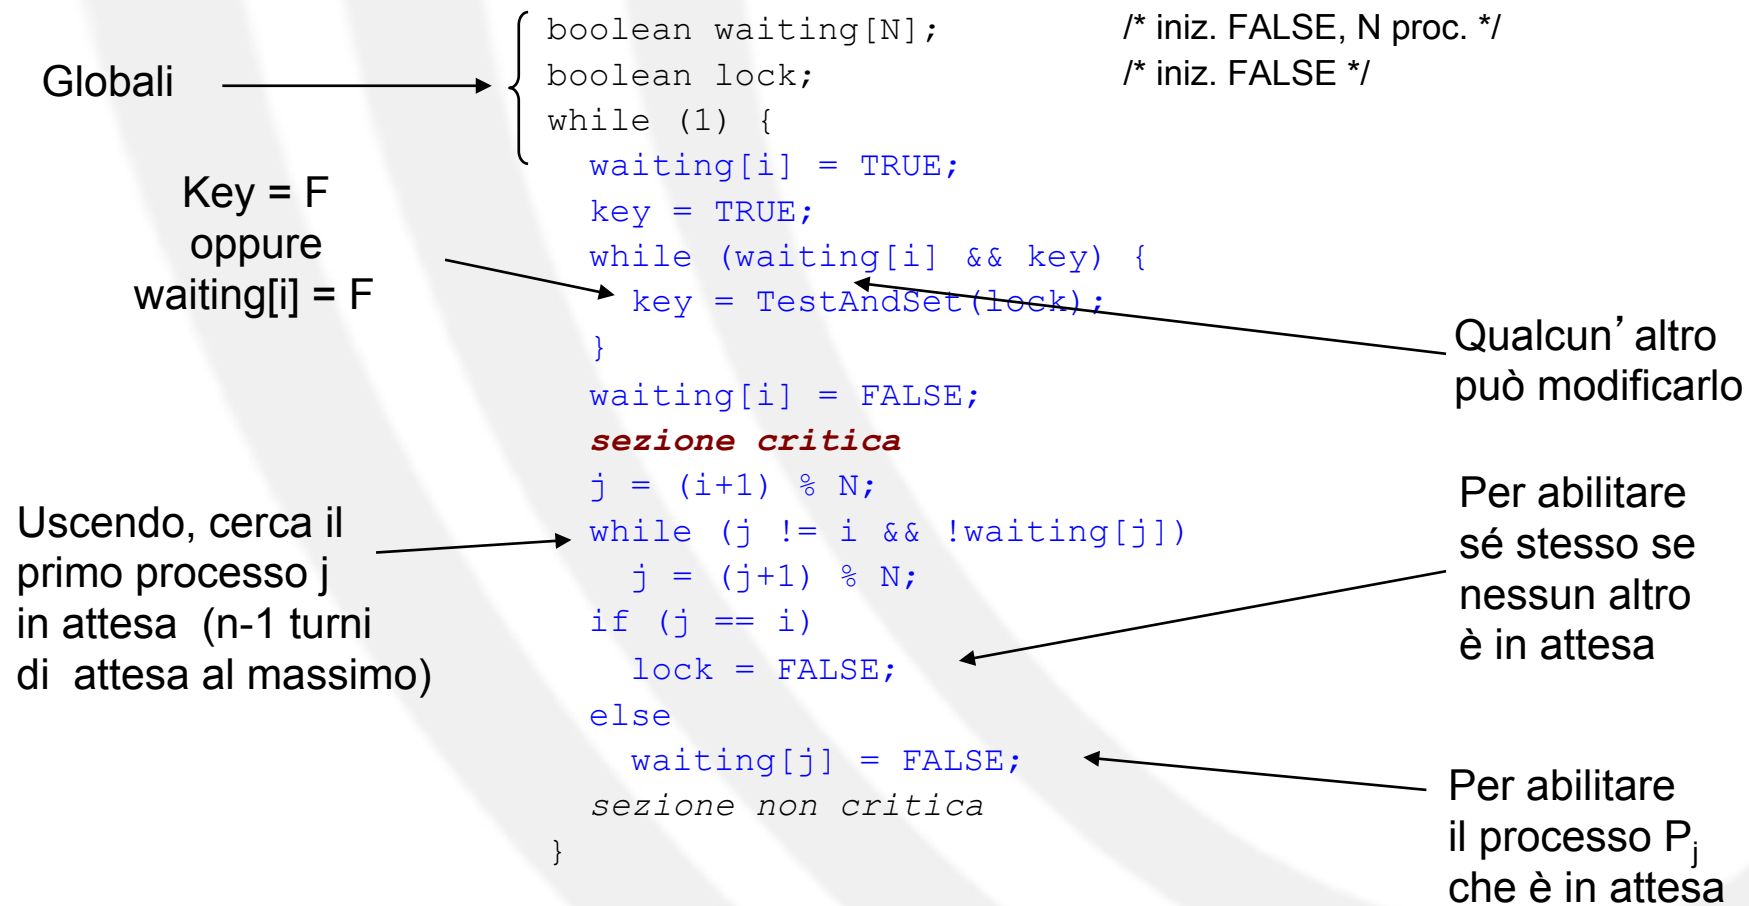 Globali
boolean waiting[N]; /* iniz. FALSE, N proc. */
boolean lock; /* iniz. FALSE */
while (1) {
waiting[i] = TRUE;
key = TRUE;
while (waiting[i] && key) {
key = TestAndSet(lock);
}
waiting[i] = FALSE;
sezione critica
j = (i+1) % N;
while (j != i && !waiting[j])
j = (j+1) % N;
if (j == i)
lock = FALSE;
else
waiting[j] = FALSE;
sezione non critica
}
Key = F
oppure
waiting[i] = F
Uscendo, cerca il
primo processo j
in attesa (n-1 turni
di attesa al massimo)
Qualcun’ altro
può modificarlo
Per abilitare
sé stesso se
nessun altro
è in attesa
Per abilitare
il processo Pj
che è in attesa